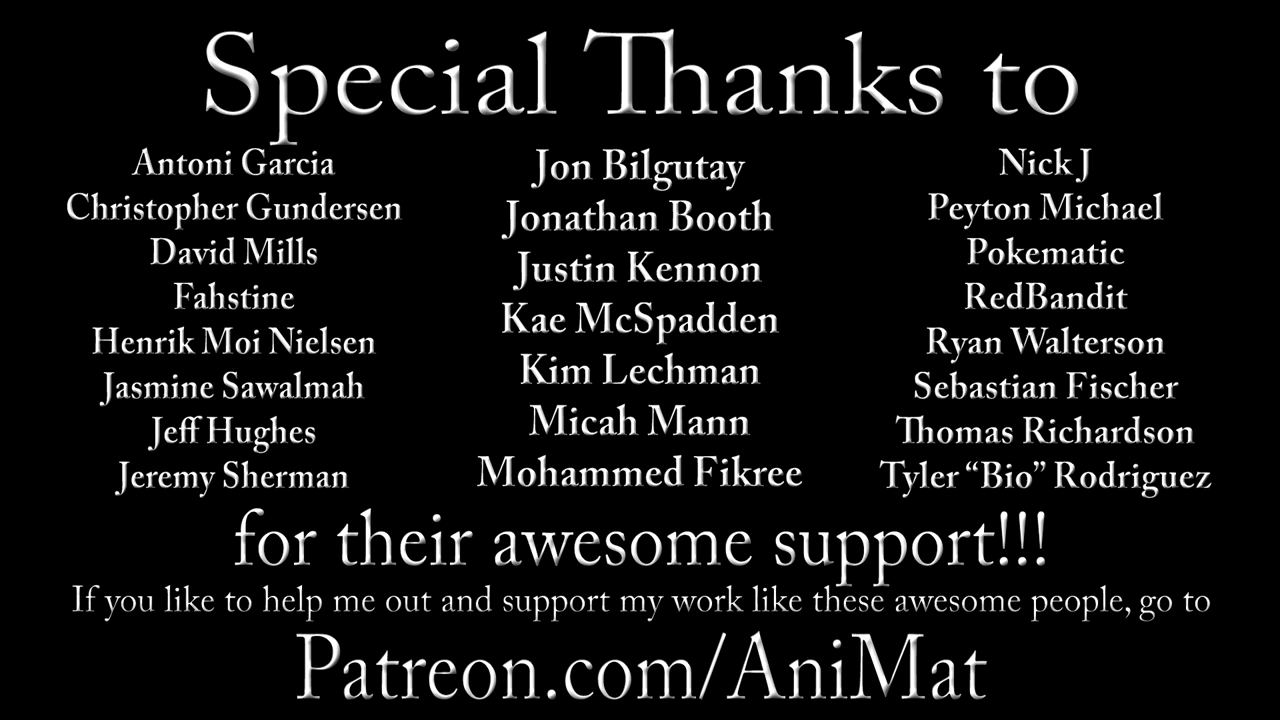 Special Thanks to
Antoni Garcia
Christopher Gundersen
David Mills
Fahstine
Henrik Moi Nielsen
Jasmine Sawalmah
Jeff Hughes
Jeremy Sherman
Jon Bilgutay
Jonathan Booth
Justin Kennon
Kae McSpadden
Kim Lechman
Micah Mann
Mohammed Fikree
Nick J
Peyton Michael
Pokematic
RedBandit
Ryan Walterson
Sebastian Fischer
Thomas Richardson
Tyler “Bio” Rodriguez
for their awesome support!!!
If you like to help me out and support my work like these awesome people, go to
Patreon.com/AniMat